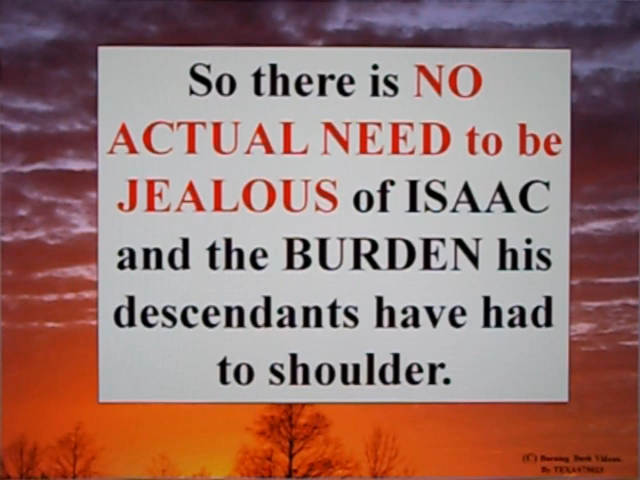 So there is NO
ACTUAL NEED to be
JEALOUS of ISAAC
and the BURDEN his
descendants have had
to shoulder.
(C) Burning Bush Videos.